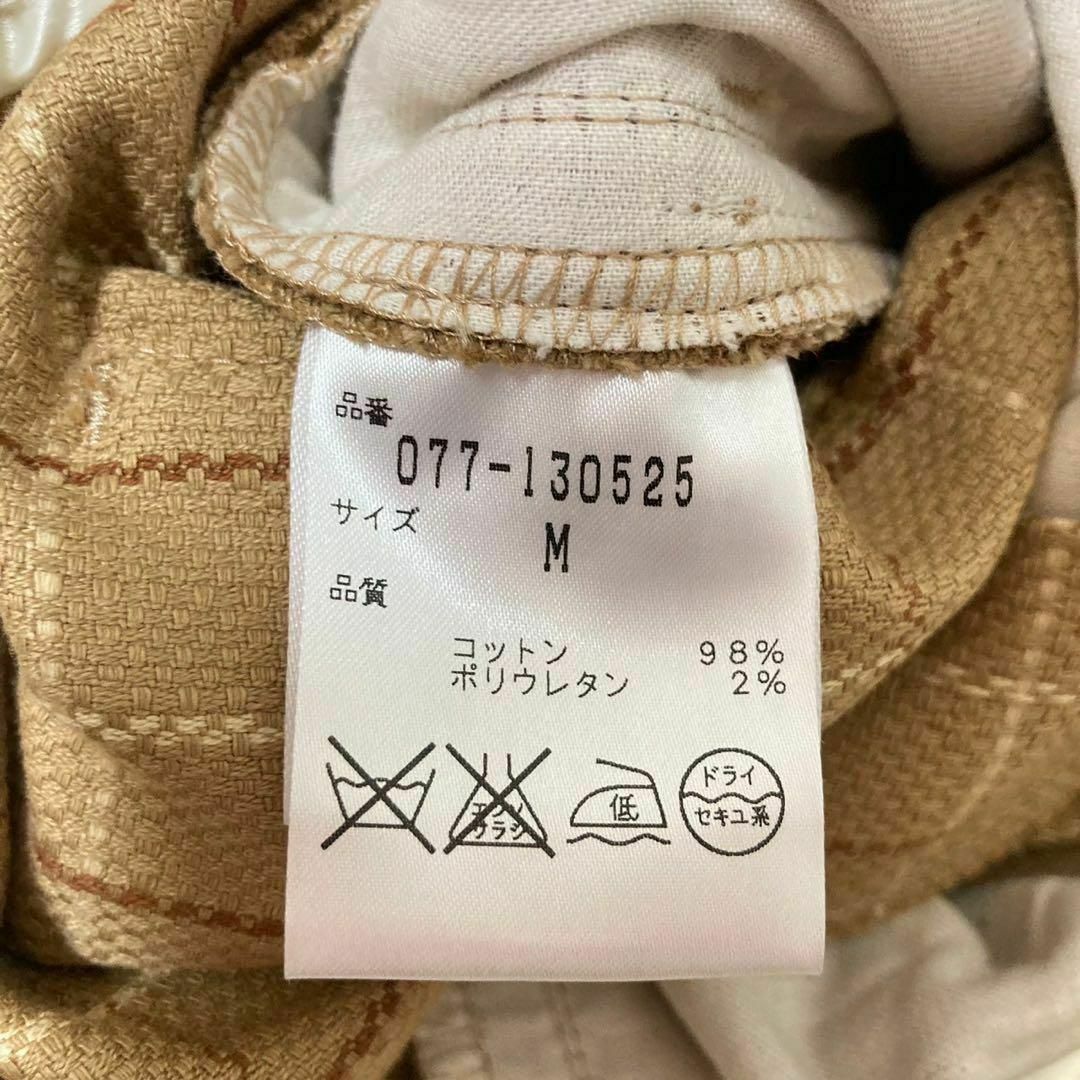 品番
077-130525
サイズ
M
品質
コットン 98%
ポリウレタン 2%
エンソ
サラシ
低
ドライ
セキユ系